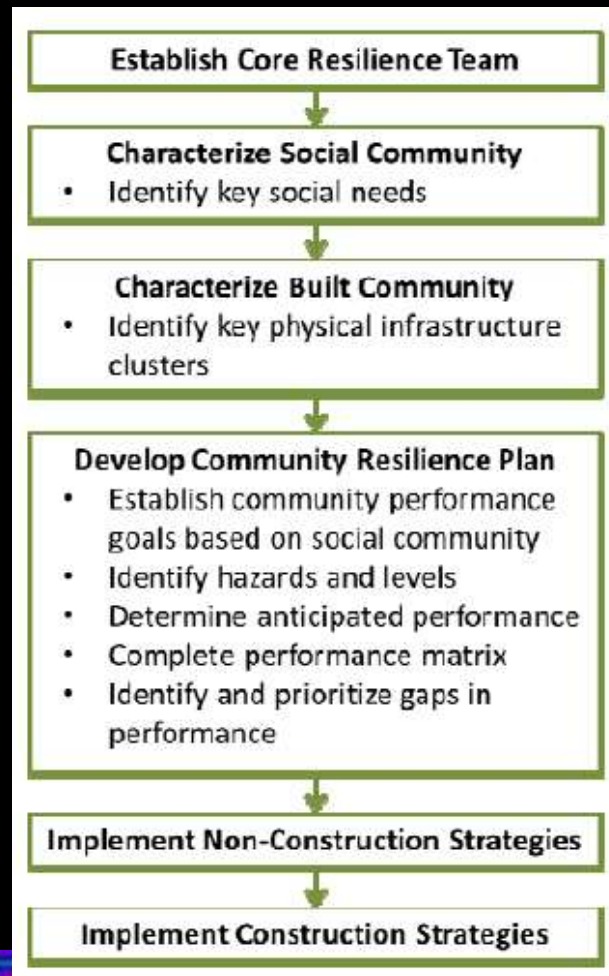 Establish Core Resilience Team
Characterize Social Community
• Identify key social needs
Characterize Built Community
• Identify key physical infrastructure
clusters
Develop Community Resilience Plan
• Establish community performance
goals based on social community
• Identify hazards and levels
• Determine anticipated performance
• Complete performance matrix
• Identify and prioritize gaps in
performance
Implement Non-Construction Strategies
Implement Construction Strategies